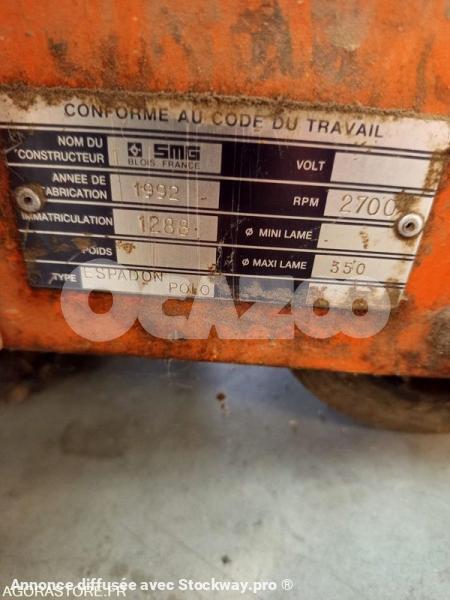 CONFORME AU CODE DU TRAVAIL
NOM DU CONSTRUCTEUR
SMG
BLOIS. FRANCE
VOLT
ANNEE DE FABRICATION
1992
RPM 2700
IMMATRICULATION
1288
Ø MINI LAME
POIDS
Ø MAXI LAME 350
TYPE
ESPADON
POLO
OCAZOO
Annonce diffusée avec Stockway.pro ®
AGORASTORE.FR